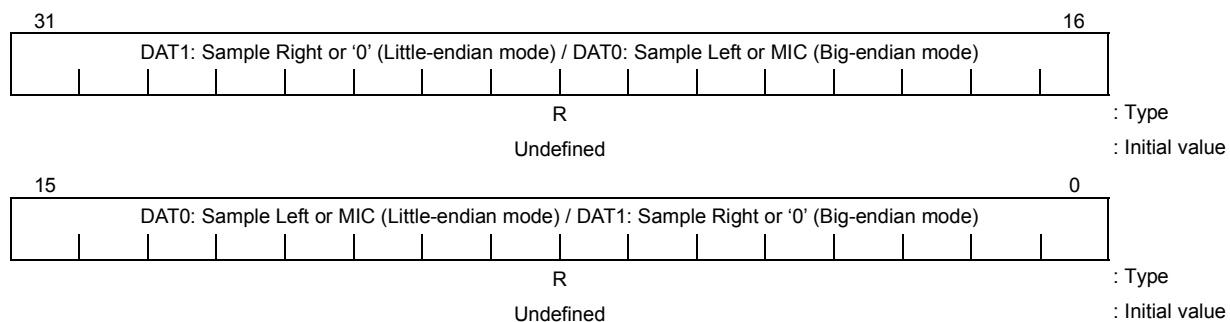 31 16
DAT1: Sample Right or ‘0’ (Little-endian mode) / DAT0: Sample Left or MIC (Big-endian mode)
R : Type
Undefined : Initial value
15 0
DAT0: Sample Left or MIC (Little-endian mode) / DAT1: Sample Right or ‘0’ (Big-endian mode)
R : Type
Undefined : Initial value